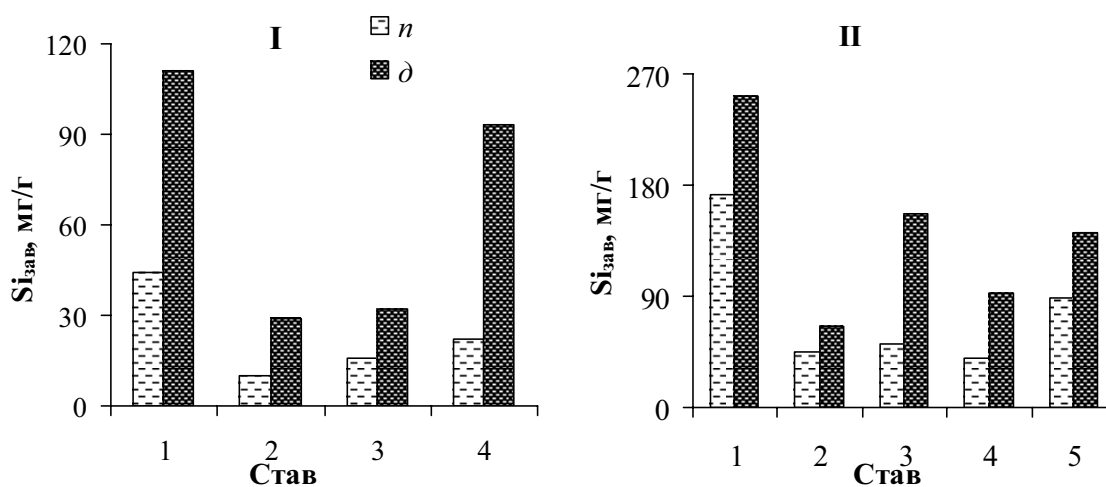 I
п
д
120
90
60
30
0
Siзав, мг/г
1 2 3 4
Став
II
270
180
90
0
Siзав, мг/г
1 2 3 4 5
Став